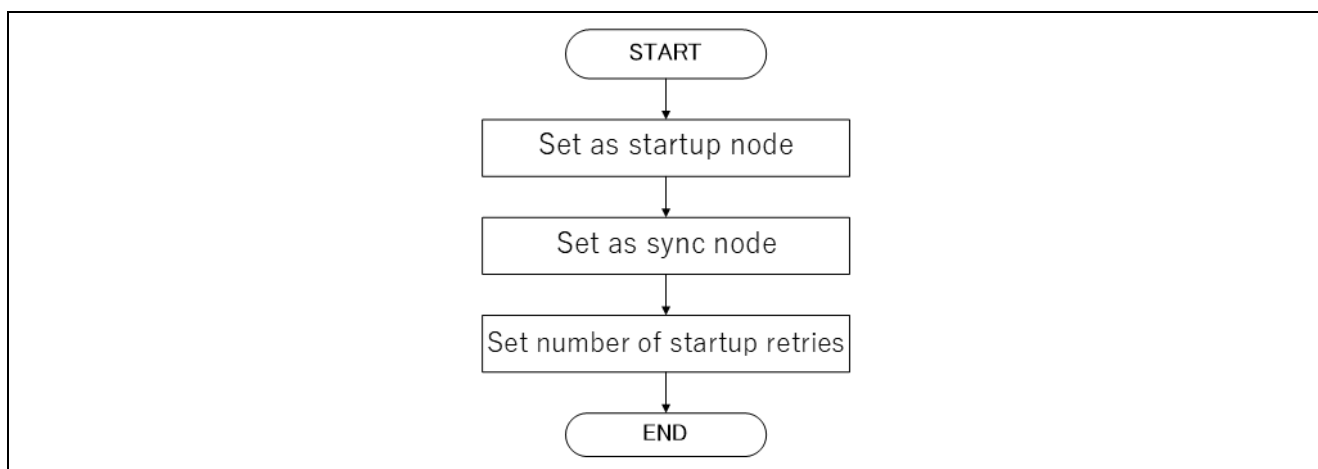 START
Set as startup node
Set as sync node
Set number of startup retries
END